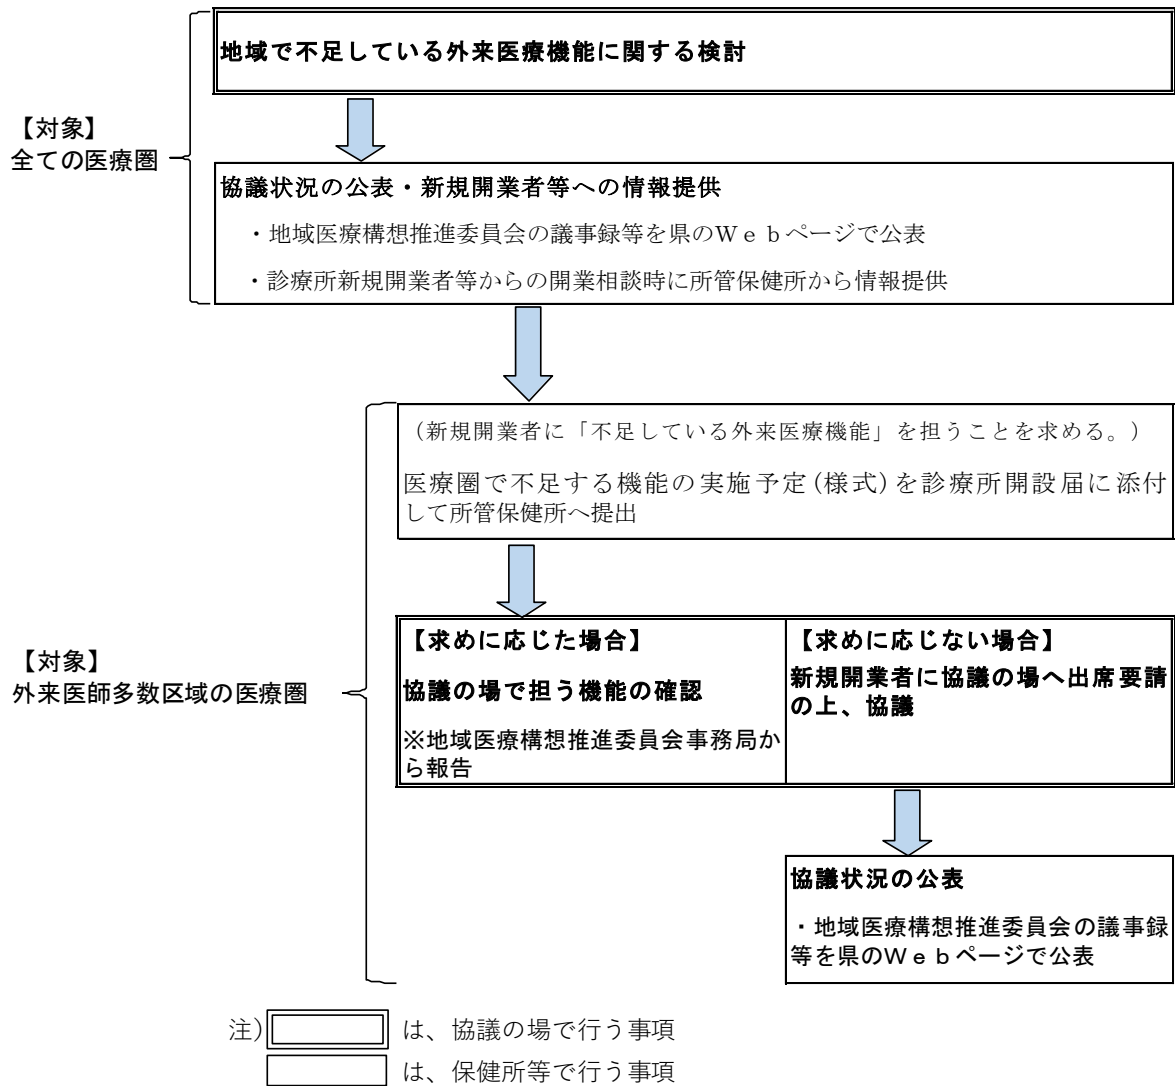 地域で不足している外来医療機能に関する検討
【対象】
全ての医療圏
協議状況の公表・新規開業者等への情報提供
・地域医療構想推進委員会の議事録等を県のWebページで公表
・診療所新規開業者等からの開業相談時に所管保健所から情報提供
（新規開業者に「不足している外来医療機能」を担うことを求める。）
医療圏で不足する機能の実施予定(様式)を診療所開設届に添付
して所管保健所へ提出
【対象】
外来医師多数区域の医療圏
【求めに応じた場合】
協議の場で担う機能の確認
※地域医療構想推進委員会事務局か
ら報告
【求めに応じない場合】
新規開業者に協議の場へ出席要請
の上、協議
協議状況の公表
・地域医療構想推進委員会の議事録
等を県のWebページで公表
注) は、協議の場で行う事項
は、保健所等で行う事項